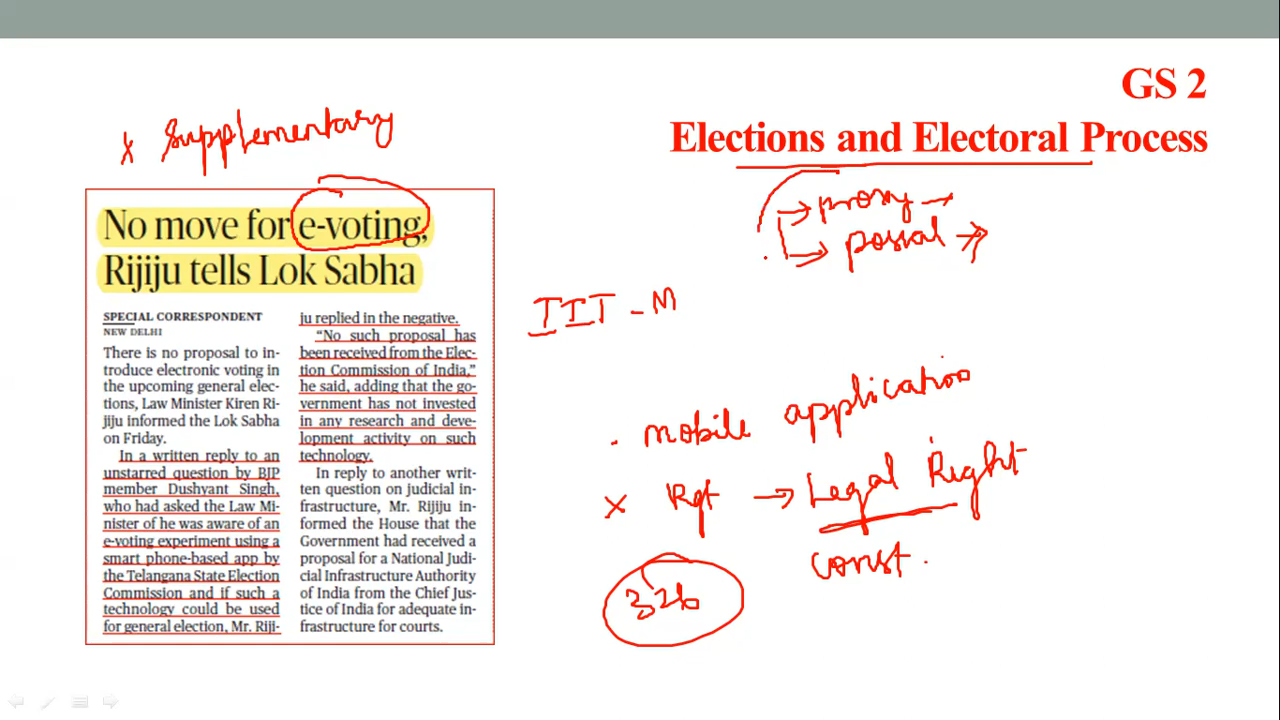 GS 2
Elections and Electoral Process
x Supplementary
No move for e-voting,
Rijiju tells Lok Sabha
SPECIAL CORRESPONDENT
NEW DELHI
There is no proposal to in-
troduce electronic voting in
the upcoming general elec-
tions, Law Minister Kiren Ri-
jiju informed the Lok Sabha
on Friday.
In a written reply to an
unstarred question by BJP
member Dushyant Singh,
who had asked the Law Mi-
nister of he was aware of an
e-voting experiment using a
smart phone-based app by
the Telangana State Election
Commission and if such a
technology could be used
for general election, Mr. Riji-
ju replied in the negative.
“No such proposal has
been received from the Elec-
tion Commission of India,”
he said, adding that the go-
vernment has not invested
in any research and deve-
lopment activity on such
technology.
In reply to another writ-
ten question on judicial in-
frastructure, Mr. Rijiju in-
formed the House that the
Government had received a
proposal for a National Judi-
cial Infrastructure Authority
of India from the Chief Jus-
tice of India for adequate in-
frastructure for courts.
→ proxy →
→ postal →
IIT - M
. mobile application
x Rgt → Legal Right
const.
326